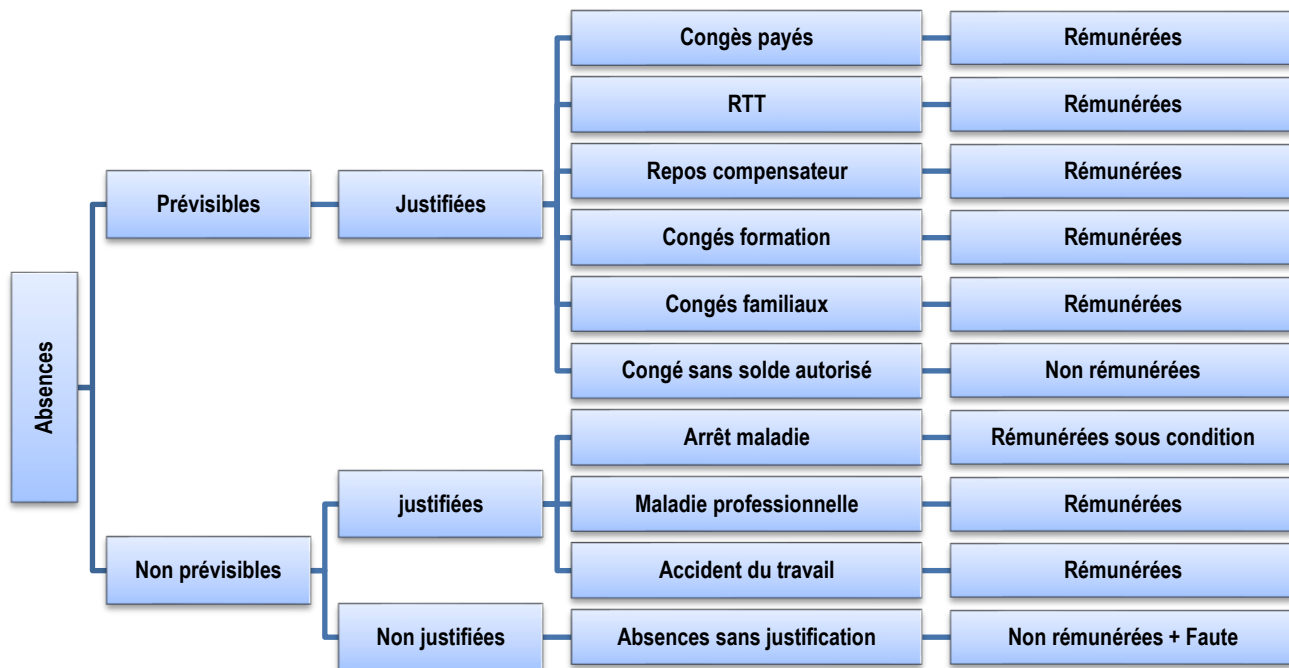 Congès payés
Rémunérées
RTT
Rémunérées
Repos compensateur
Rémunérées
Prévisibles
Justifiées
Congés formation
Rémunérées
Congés familiaux
Rémunérées
Absences
Congé sans solde autorisé
Non rémunérées
Arrêt maladie
Rémunérées sous condition
justifiées
Maladie professionnelle
Rémunérées
Non prévisibles
Accident du travail
Rémunérées
Non justifiées
Absences sans justification
Non rémunérées + Faute